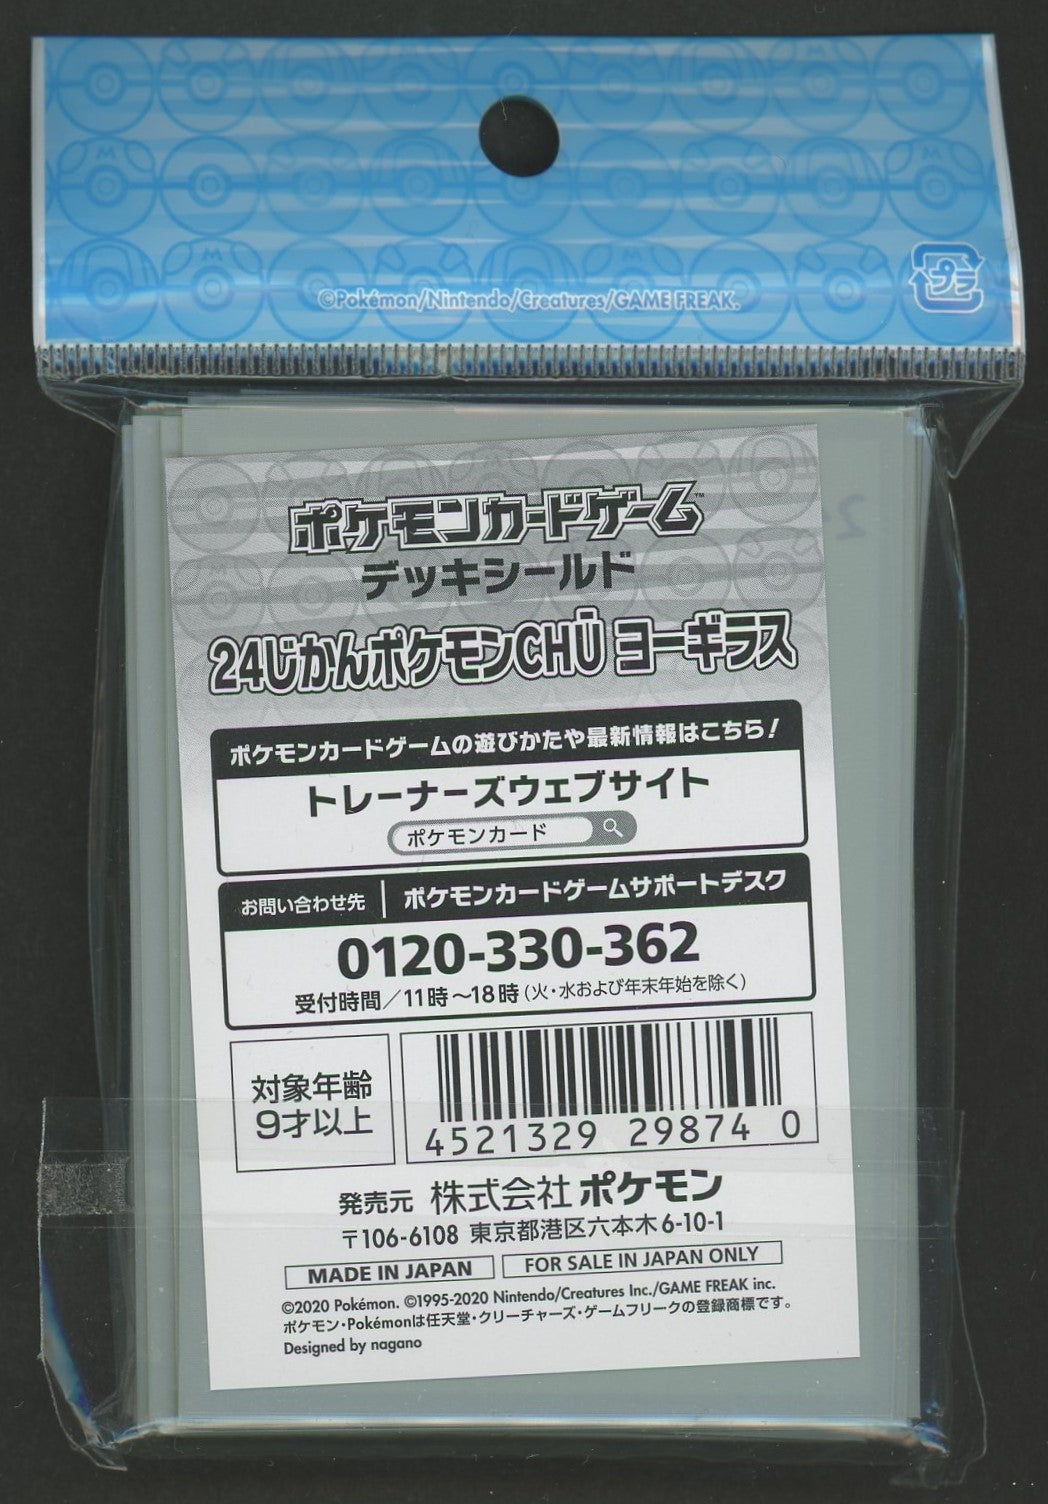 ©Pokémon/Nintendo/Creatures/GAME FREAK.
プラ
ポケモンカードゲーム™
デッキシールド
24じかんポケモンCHŪ ヨーギラス
ポケモンカードゲームの遊びかたや最新情報はこちら!
トレーナーズウェブサイト
ポケモンカード
お問い合わせ先 ポケモンカードゲームサポートデスク
0120-330-362
受付時間/11時〜18時(火・水および年末年始を除く)
対象年齢
9才以上
4521329 29874 0
発売元 株式会社ポケモン
〒106-6108 東京都港区六本木6-10-1
MADE IN JAPAN FOR SALE IN JAPAN ONLY
©2020 Pokémon. ©1995-2020 Nintendo/Creatures Inc./GAME FREAK inc.
ポケモン・Pokémonは任天堂・クリーチャーズ・ゲームフリークの登録商標です。
Designed by nagano